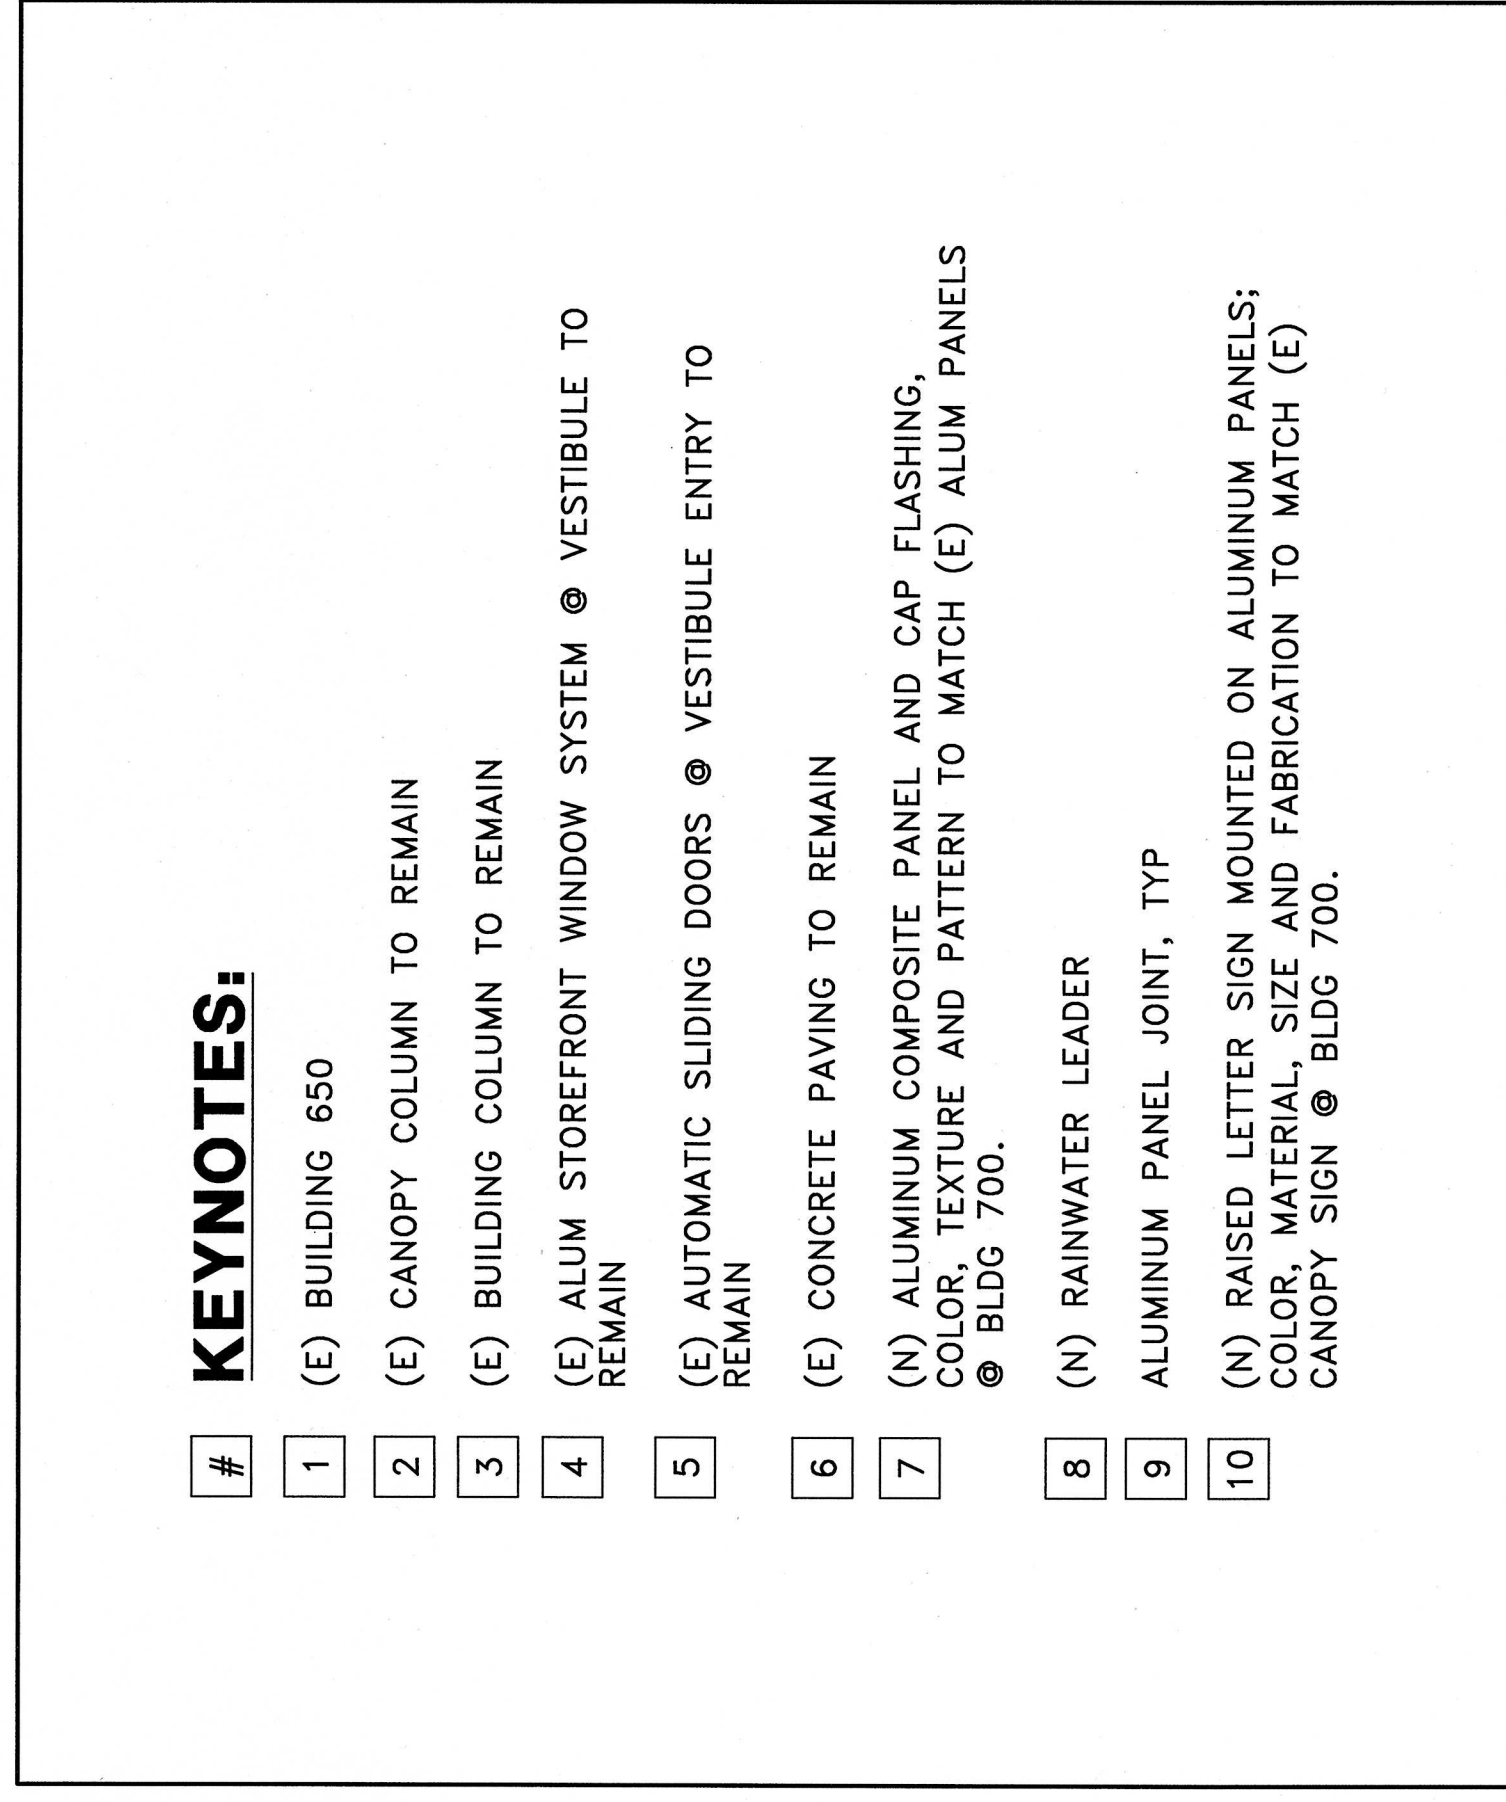 # KEYNOTES:
1 (E) BUILDING 650
2 (E) CANOPY COLUMN TO REMAIN
3 (E) BUILDING COLUMN TO REMAIN
4 (E) ALUM STOREFRONT WINDOW SYSTEM @ VESTIBULE TO
REMAIN
5 (E) AUTOMATIC SLIDING DOORS @ VESTIBULE ENTRY TO
REMAIN
6 (E) CONCRETE PAVING TO REMAIN
7 (N) ALUMINUM COMPOSITE PANEL AND CAP FLASHING,
COLOR, TEXTURE AND PATTERN TO MATCH (E) ALUM PANELS
@ BLDG 700.
8 (N) RAINWATER LEADER
9 ALUMINUM PANEL JOINT, TYP
10 (N) RAISED LETTER SIGN MOUNTED ON ALUMINUM PANELS;
COLOR, MATERIAL, SIZE AND FABRICATION TO MATCH (E)
CANOPY SIGN @ BLDG 700.